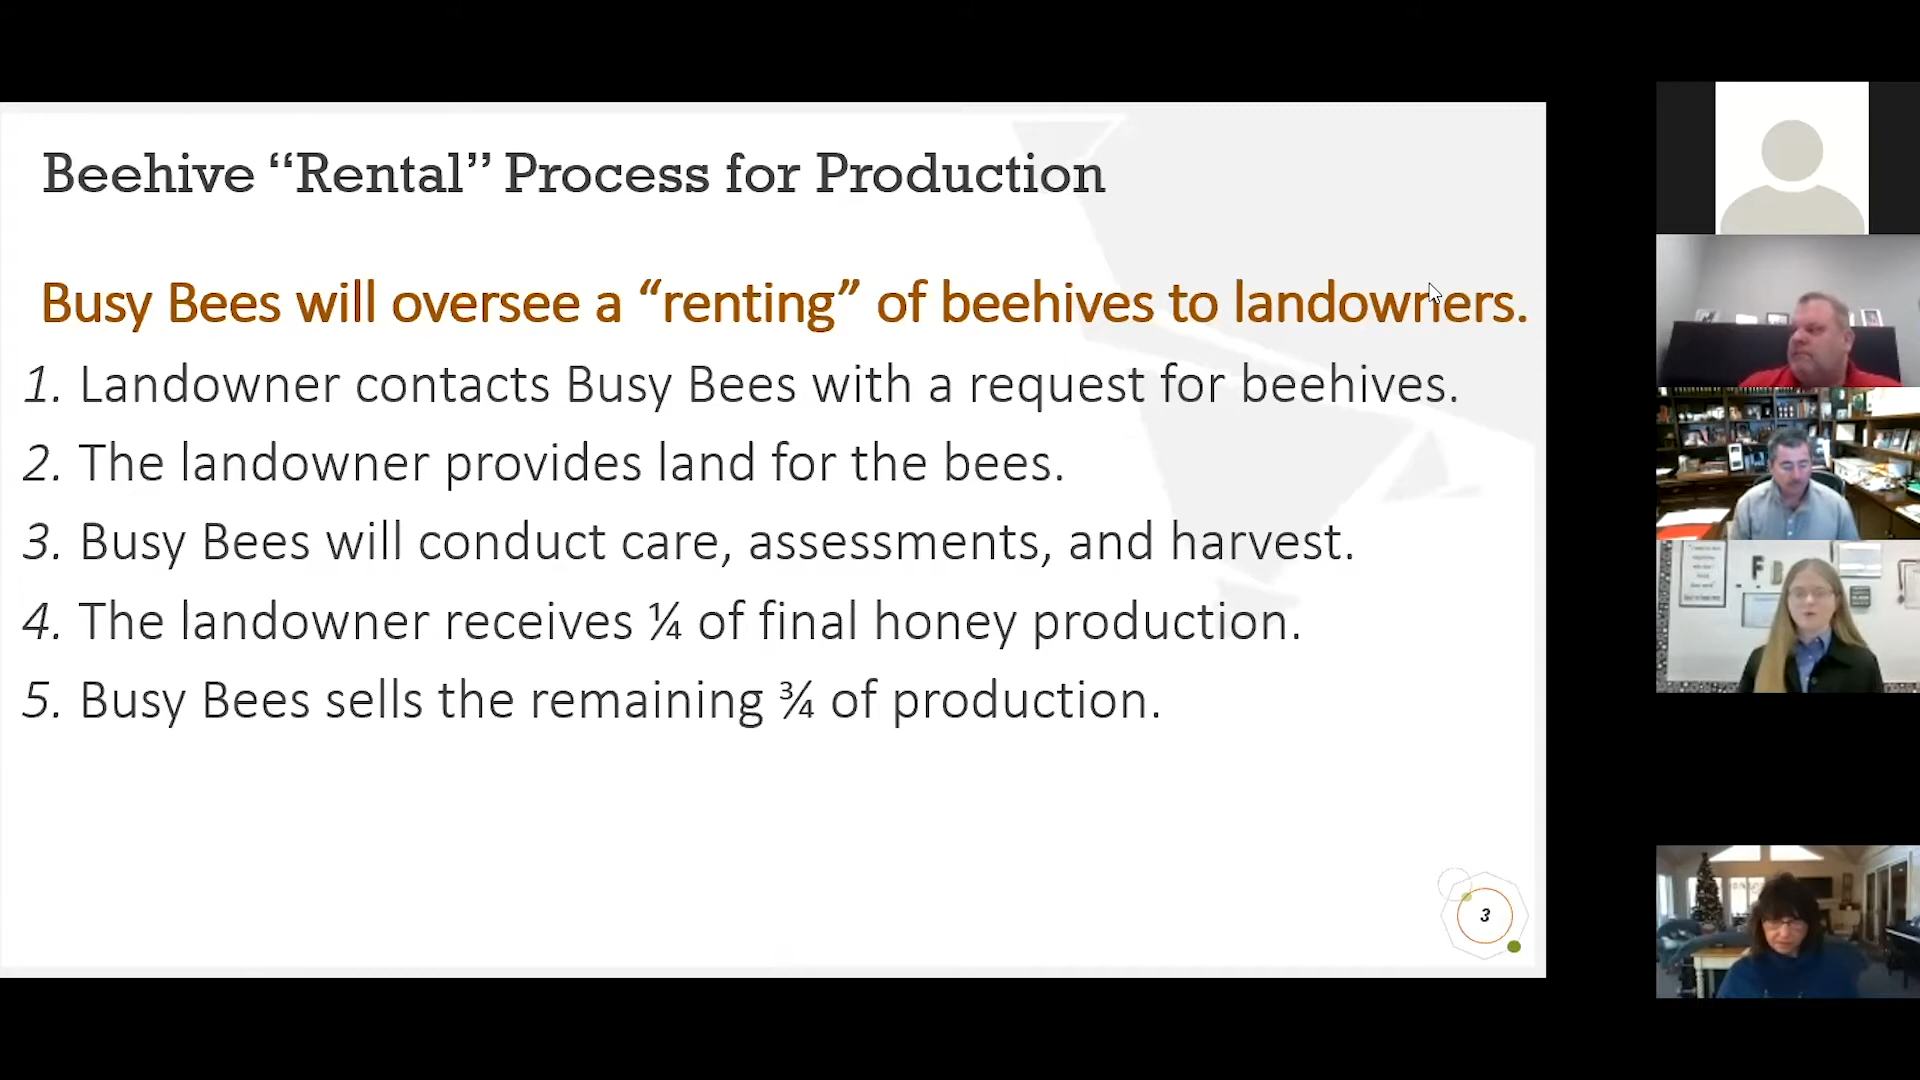 Beehive “Rental” Process for Production
Busy Bees will oversee a “renting” of beehives to landowners.
1. Landowner contacts Busy Bees with a request for beehives.
2. The landowner provides land for the bees.
3. Busy Bees will conduct care, assessments, and harvest.
4. The landowner receives ¼ of final honey production.
5. Busy Bees sells the remaining ¾ of production.
3